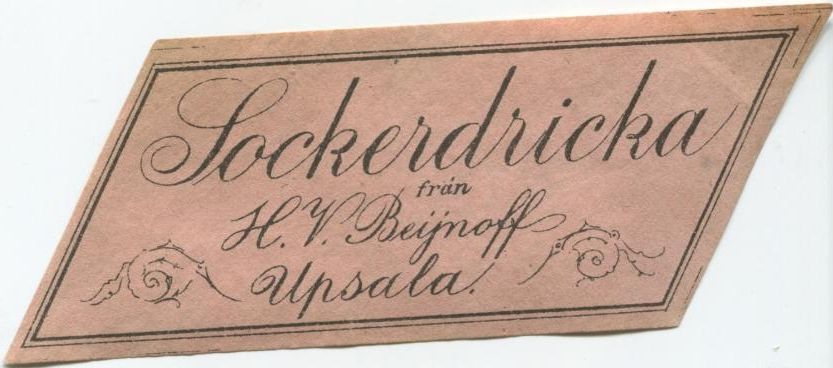 Sockerdricka
från
H. V. Beijnoff
Upsala.